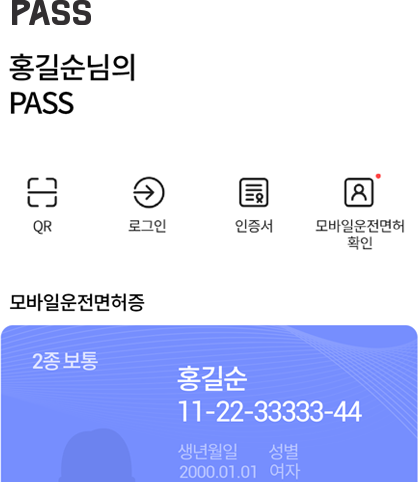 PASS
홍길순님의
PASS
QR
로그인
인증서
모바일운전면허
확인
모바일운전면허증
2종 보통
홍길순
11-22-33333-44
생년월일 성별
2000.01.01 여자